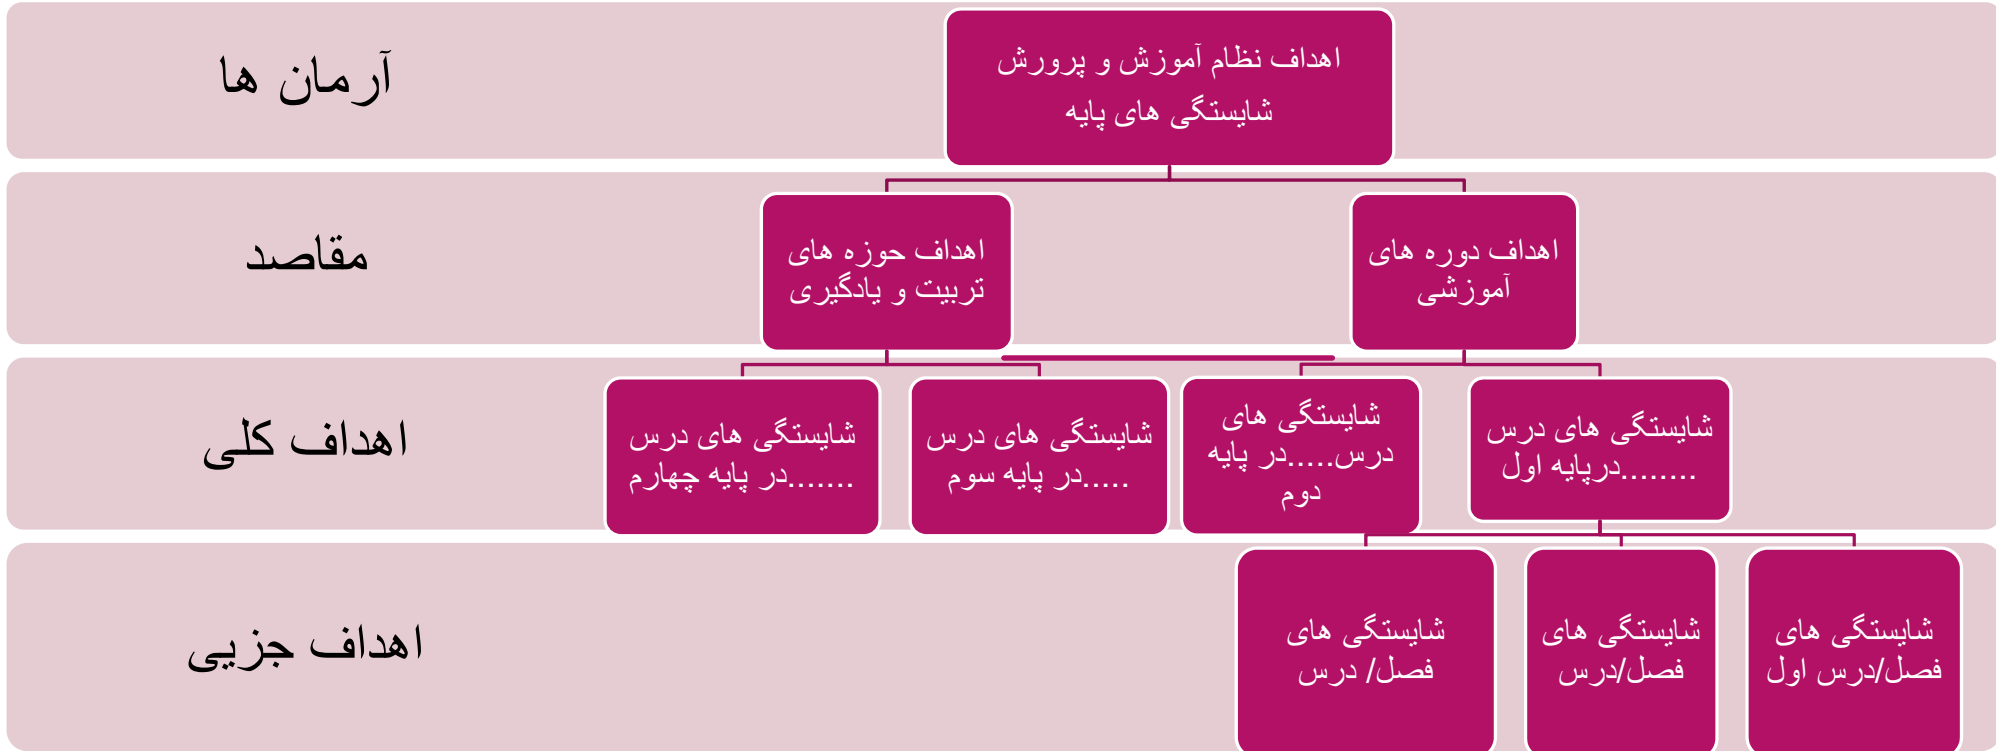 آرمان ها
اهداف نظام آموزش و پرورش
شایستگی های پایه
مقاصد
اهداف دوره های
آموزشی
اهداف حوزه های
تربیت و یادگیری
اهداف کلی
شایستگی های درس
........درپایه اول
شایستگی های
درس.....در پایه
دوم
شایستگی های درس
.....در پایه سوم
شایستگی های درس
.......در پایه چهارم
اهداف جزیی
شایستگی های
فصل/درس اول
شایستگی های
فصل/درس
شایستگی های
فصل/ درس